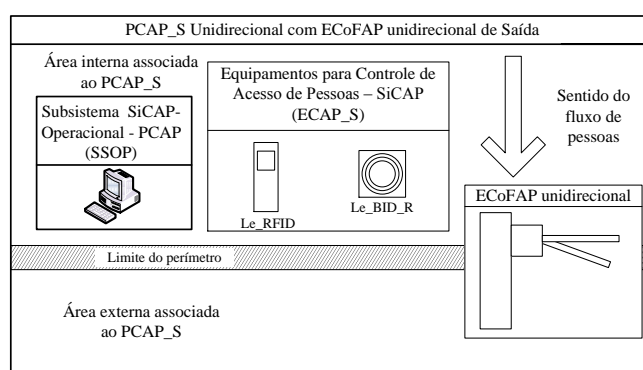 PCAP_S Unidirecional com ECoFAP unidirecional de Saída
Área interna associada
ao PCAP_S
Subsistema SiCAP-
Operacional - PCAP
(SSOP)
Equipamentos para Controle de
Acesso de Pessoas – SiCAP
(ECAP_S)
Le_RFID
Le_BID_R
Sentido do
fluxo de
pessoas
ECoFAP unidirecional
Limite do perímetro
Área externa associada
ao PCAP_S